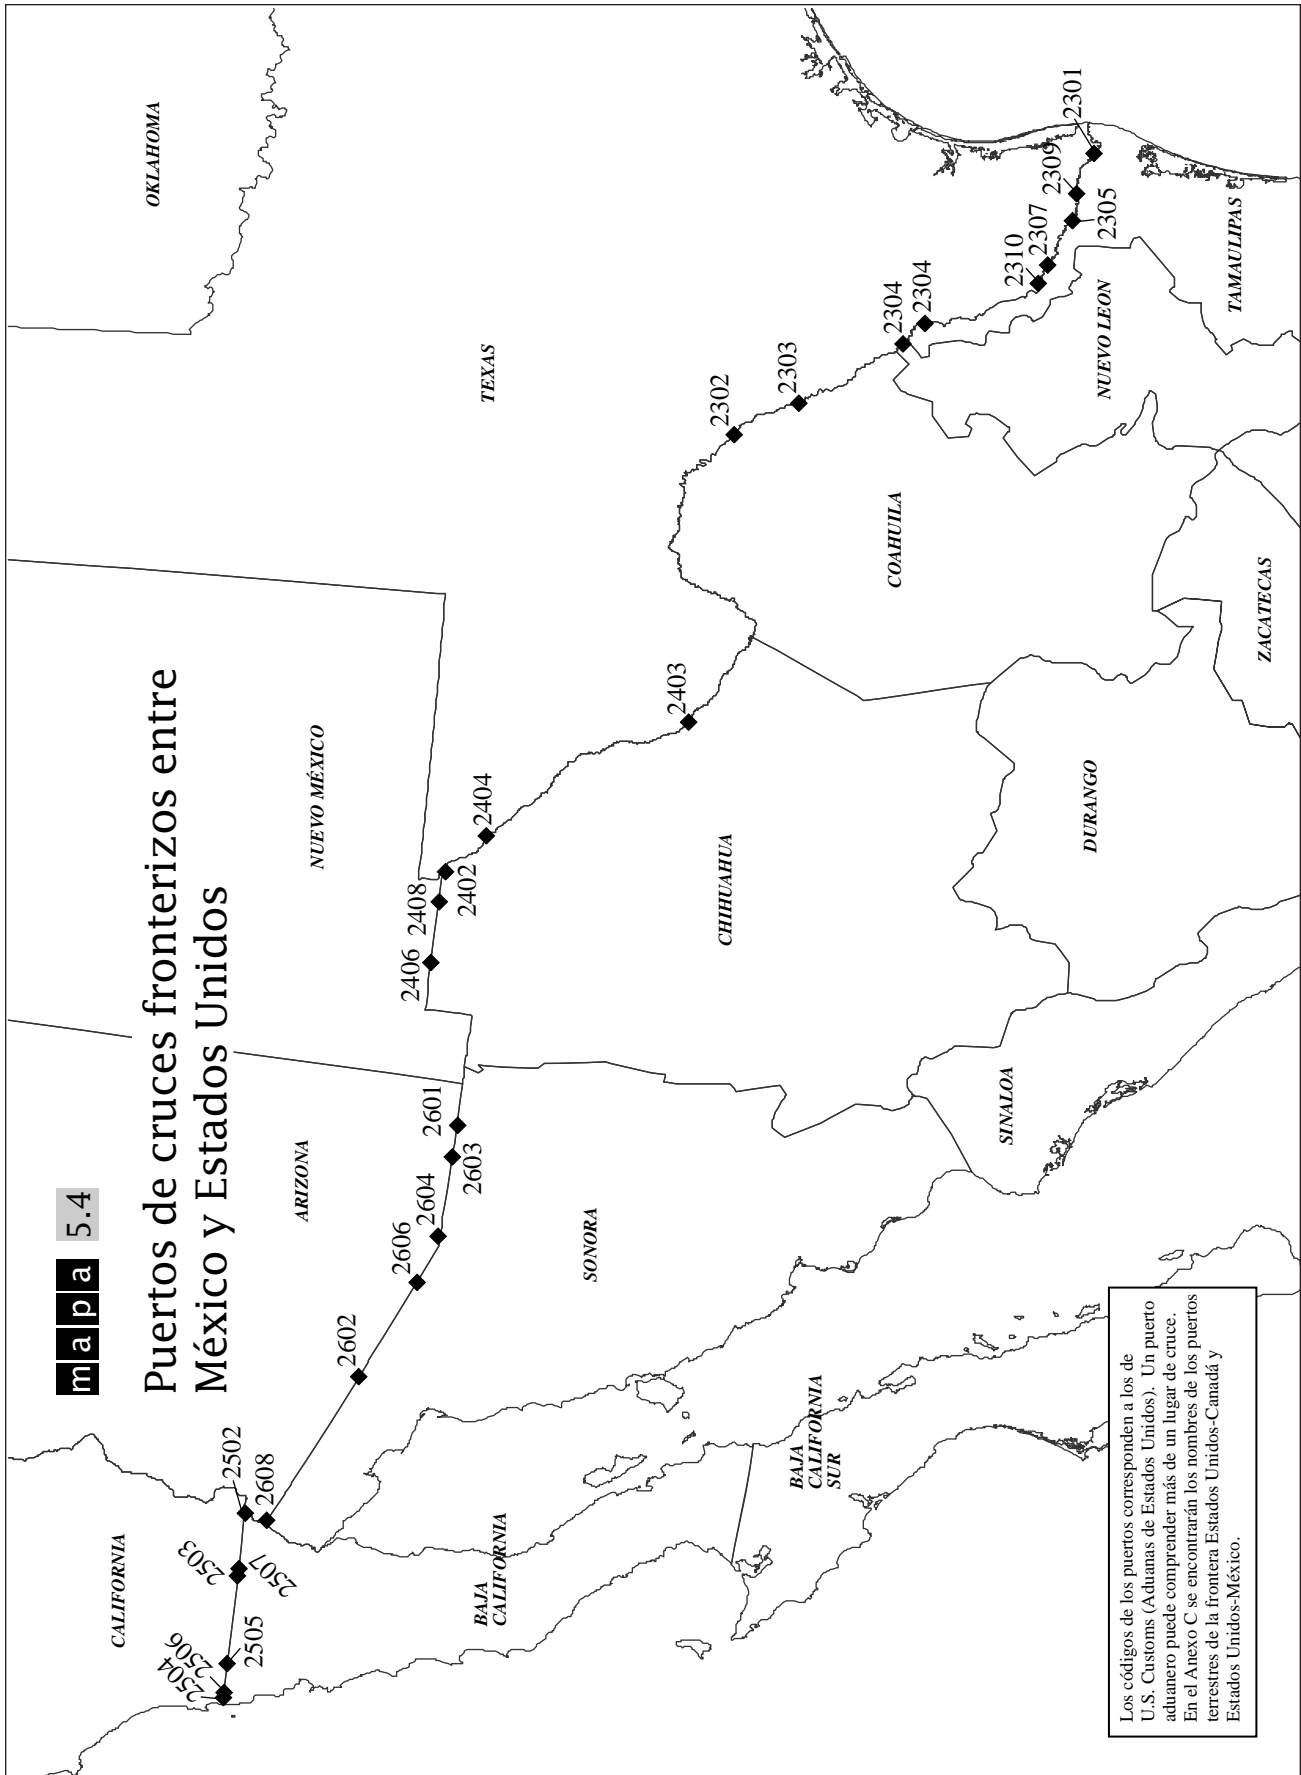 mapa 5.4
Puertos de cruces fronterizos entre
México y Estados Unidos
CALIFORNIA
ARIZONA
NUEVO MÉXICO
OKLAHOMA
TEXAS
2504
2506
2505
2503
2507
2502
2608
2602
2606
2604
2603
2601
2406
2408
2402
2404
2403
2302
2303
2304
2304
2310
2307
2305
2309
2301
BAJA
CALIFORNIA
BAJA
CALIFORNIA
SUR
SONORA
CHIHUAHUA
COAHUILA
NUEVO LEON
TAMAULIPAS
SINALOA
DURANGO
ZACATECAS
Los códigos de los puertos corresponden a los de
U.S. Customs (Aduanas de Estados Unidos). Un puerto
aduanero puede comprender más de un lugar de cruce.
En el Anexo C se encontrarán los nombres de los puertos
terrestres de la frontera Estados Unidos-Canadá y
Estados Unidos-México.